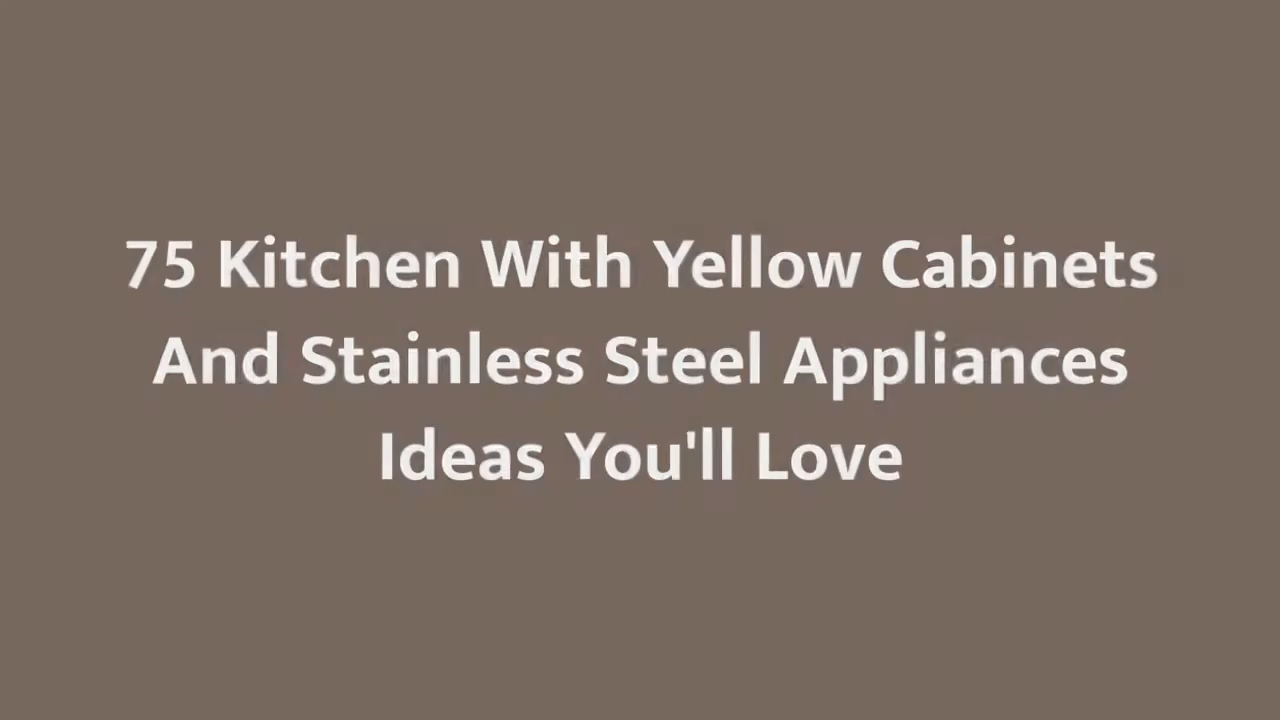 75 Kitchen With Yellow Cabinets
And Stainless Steel Appliances
Ideas You'll Love